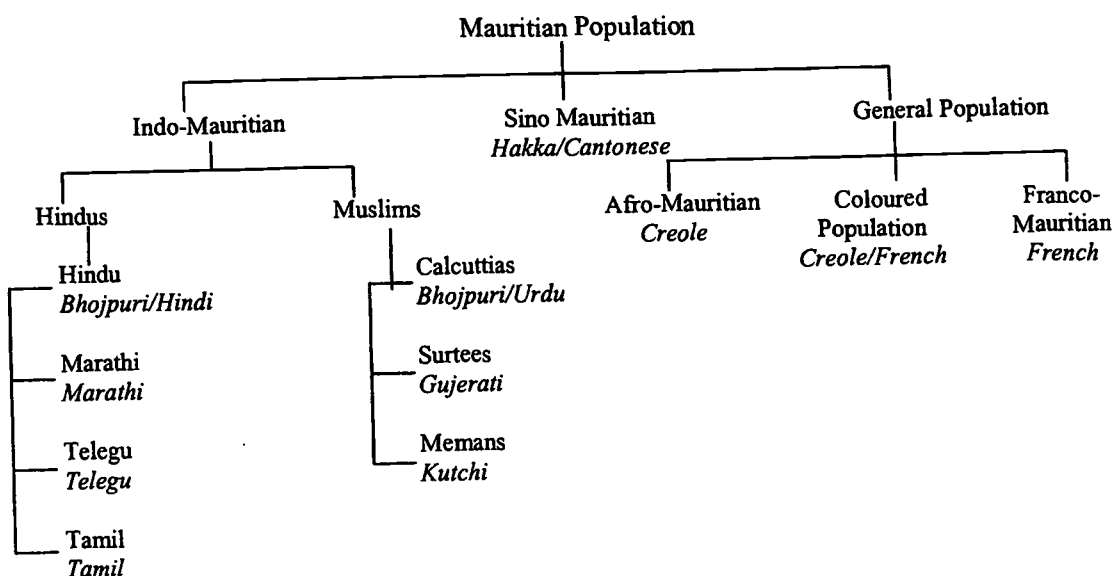 Mauritian Population
Indo-Mauritian
Sino Mauritian
Hakka/Cantonese
General Population
Hindus
Muslims
Afro-Mauritian
Creole
Coloured
Population
Creole/French
Franco-
Mauritian
French
Hindu
Bhojpuri/Hindi
Marathi
Marathi
Telegu
Telegu
Tamil
Tamil
Calcuttias
Bhojpuri/Urdu
Surtees
Gujerati
Memans
Kutchi